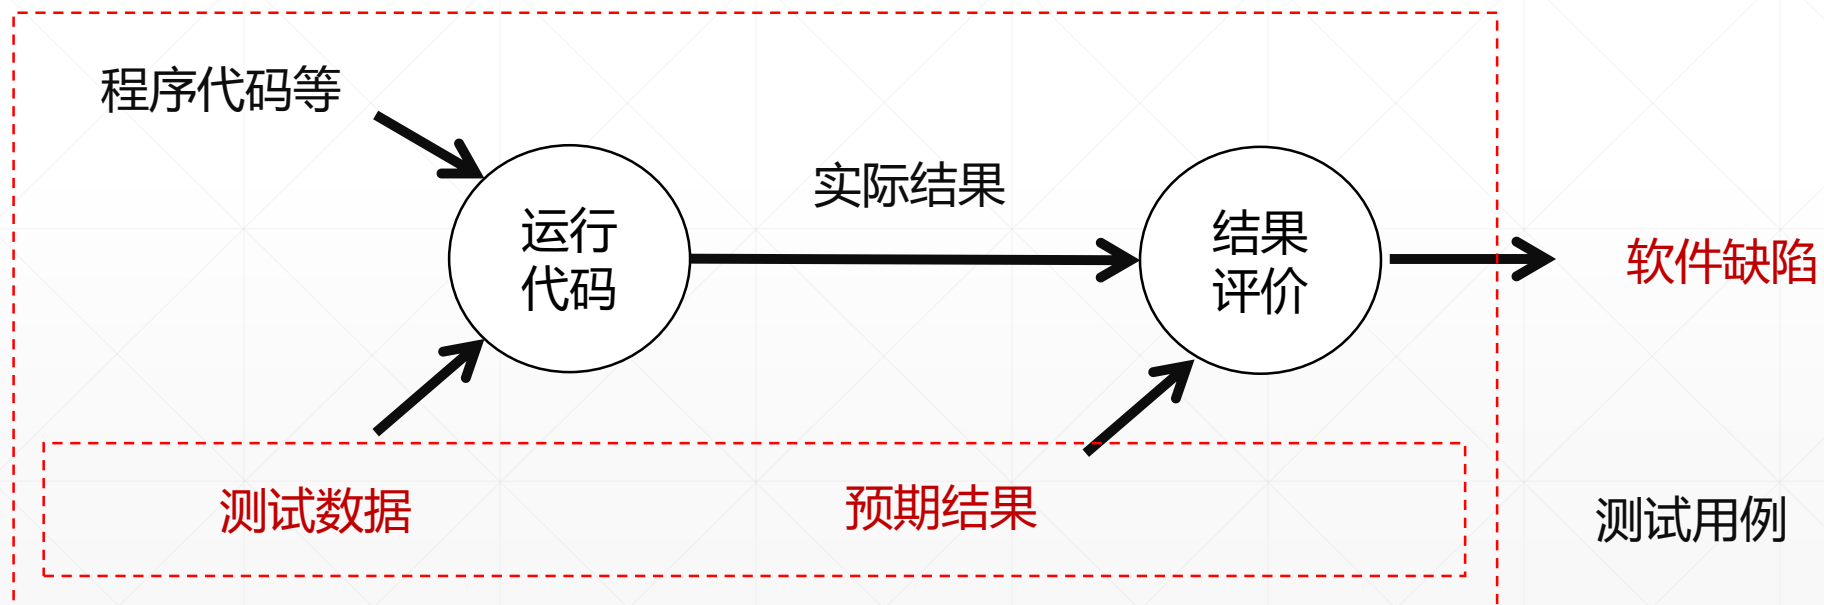 程序代码等
实际结果
运行
代码
结果
评价
软件缺陷
测试数据
预期结果
测试用例